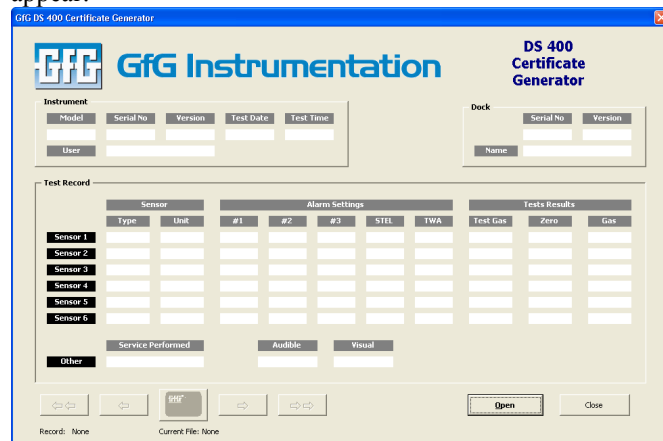 appear.
GfG DS 400 Certificate Generator
GfG GfG Instrumentation
DS 400
Certificate
Generator
Instrument
Model Serial No Version Test Date Test Time
User
Dock
Serial No Version
Name
Test Record
Sensor Alarm Settings Tests Results
Type Unit #1 #2 #3 STEL TWA Test Gas Zero Gas
Sensor 1
Sensor 2
Sensor 3
Sensor 4
Sensor 5
Sensor 6
Service Performed Audible Visual
Other
GfG
Open Close
Record: None Current File: None